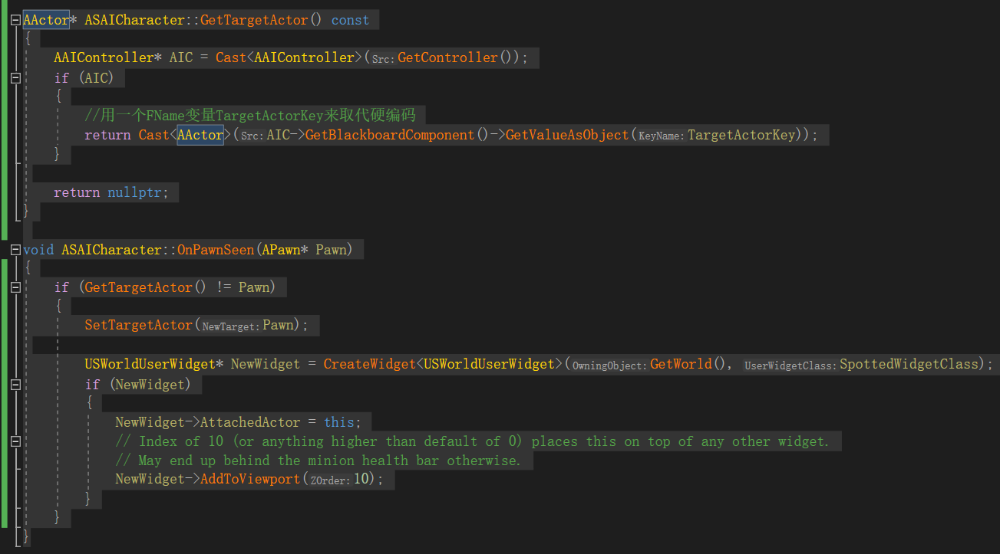 AActor* ASAICharacter::GetTargetActor() const
{
AAIController* AIC = Cast<AAIController>(Src:GetController());
if (AIC)
{
//用一个FName变量TargetActorKey来取代硬编码
return Cast<AActor>(Src:AIC->GetBlackboardComponent()->GetValueAsObject(KeyName:TargetActorKey));
}
return nullptr;
}
void ASAICharacter::OnPawnSeen(APawn* Pawn)
{
if (GetTargetActor() != Pawn)
{
SetTargetActor(NewTarget:Pawn);
USWorldUserWidget* NewWidget = CreateWidget<USWorldUserWidget>(OwningObject:GetWorld(), UserWidgetClass:SpottedWidgetClass);
if (NewWidget)
{
NewWidget->AttachedActor = this;
// Index of 10 (or anything higher than default of 0) places this on top of any other widget.
// May end up behind the minion health bar otherwise.
NewWidget->AddToViewport(ZOrder:10);
}
}
}